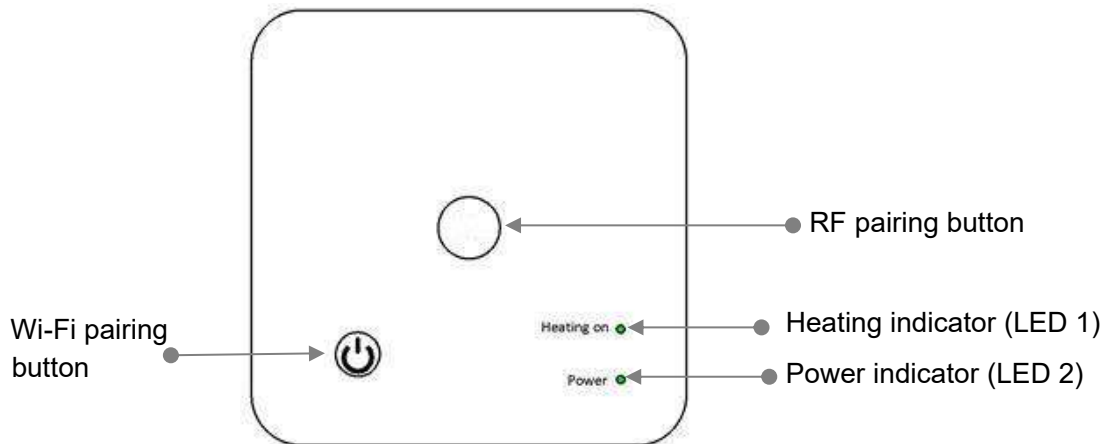 RF pairing button
Wi-Fi pairing
button
Heating on
Heating indicator (LED 1)
Power
Power indicator (LED 2)